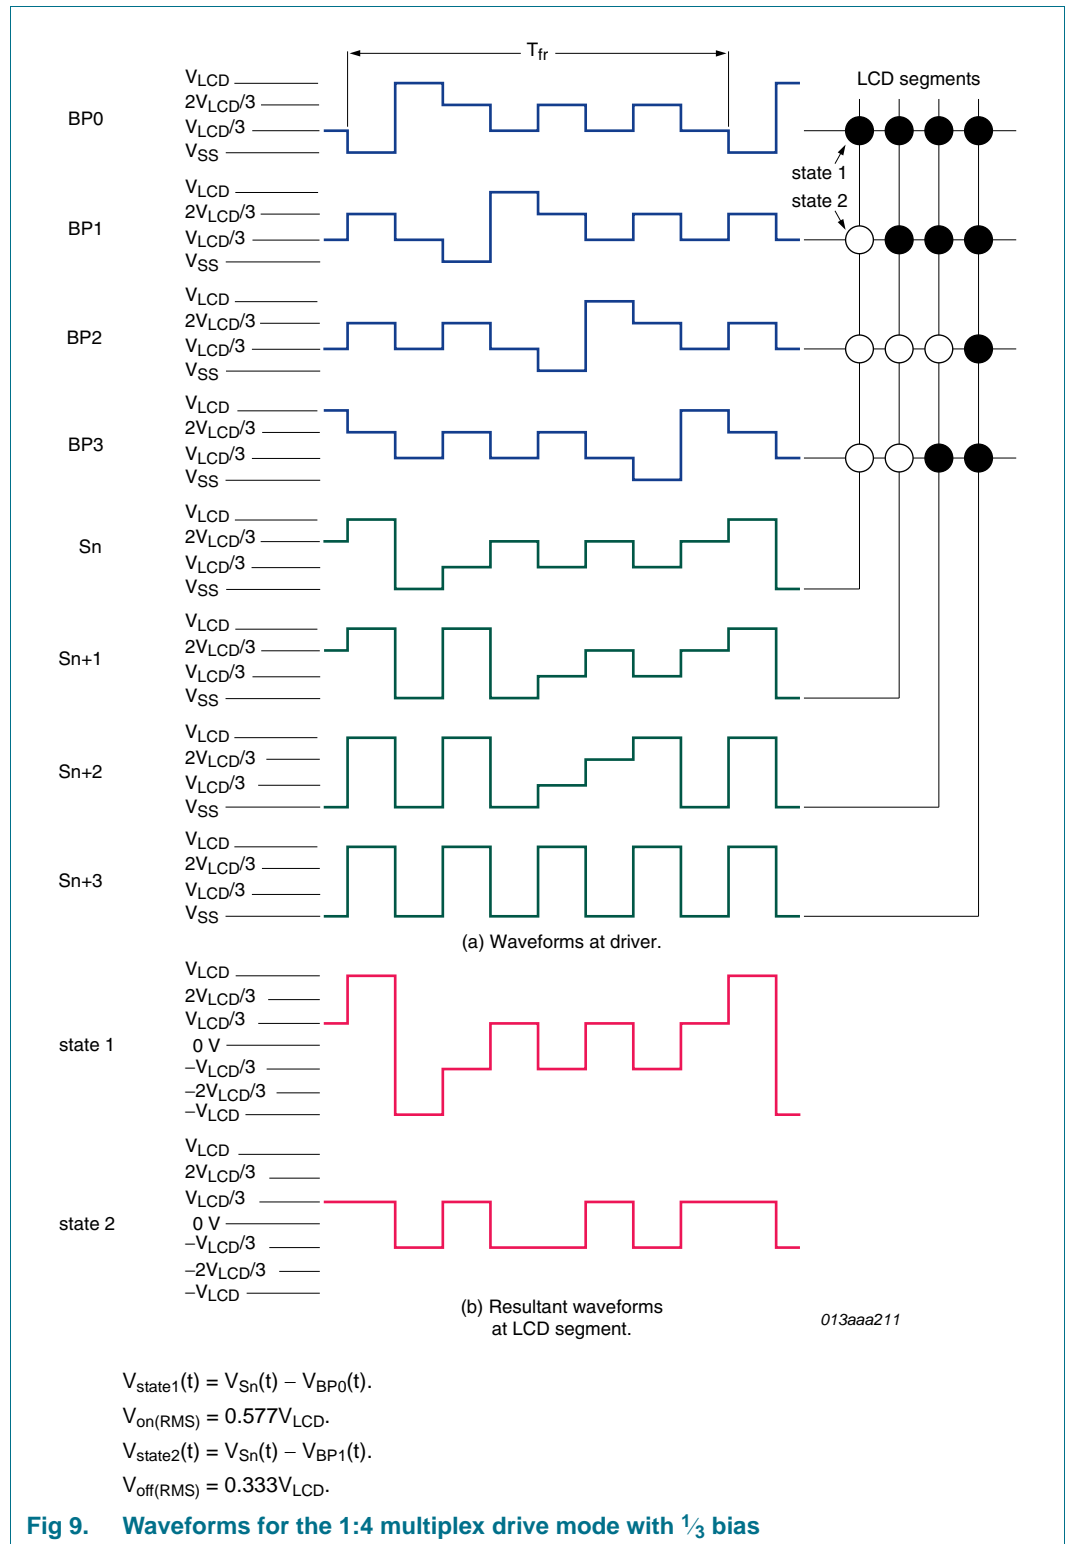 Tfr
LCD segments
BP0
VLCD
2VLCD/3
VLCD/3
VSS
state 1
state 2
BP1
VLCD
2VLCD/3
VLCD/3
VSS
BP2
VLCD
2VLCD/3
VLCD/3
VSS
BP3
VLCD
2VLCD/3
VLCD/3
VSS
Sn
VLCD
2VLCD/3
VLCD/3
VSS
Sn+1
VLCD
2VLCD/3
VLCD/3
VSS
Sn+2
VLCD
2VLCD/3
VLCD/3
VSS
Sn+3
VLCD
2VLCD/3
VLCD/3
VSS
(a) Waveforms at driver.
state 1
VLCD
2VLCD/3
VLCD/3
0 V
−VLCD/3
−2VLCD/3
−VLCD
state 2
VLCD
2VLCD/3
VLCD/3
0 V
−VLCD/3
−2VLCD/3
−VLCD
(b) Resultant waveforms
at LCD segment.
013aaa211
Vstate1(t) = VSn(t) − VBP0(t).
Von(RMS) = 0.577VLCD.
Vstate2(t) = VSn(t) − VBP1(t).
Voff(RMS) = 0.333VLCD.
Fig 9. Waveforms for the 1:4 multiplex drive mode with 1⁄3 bias